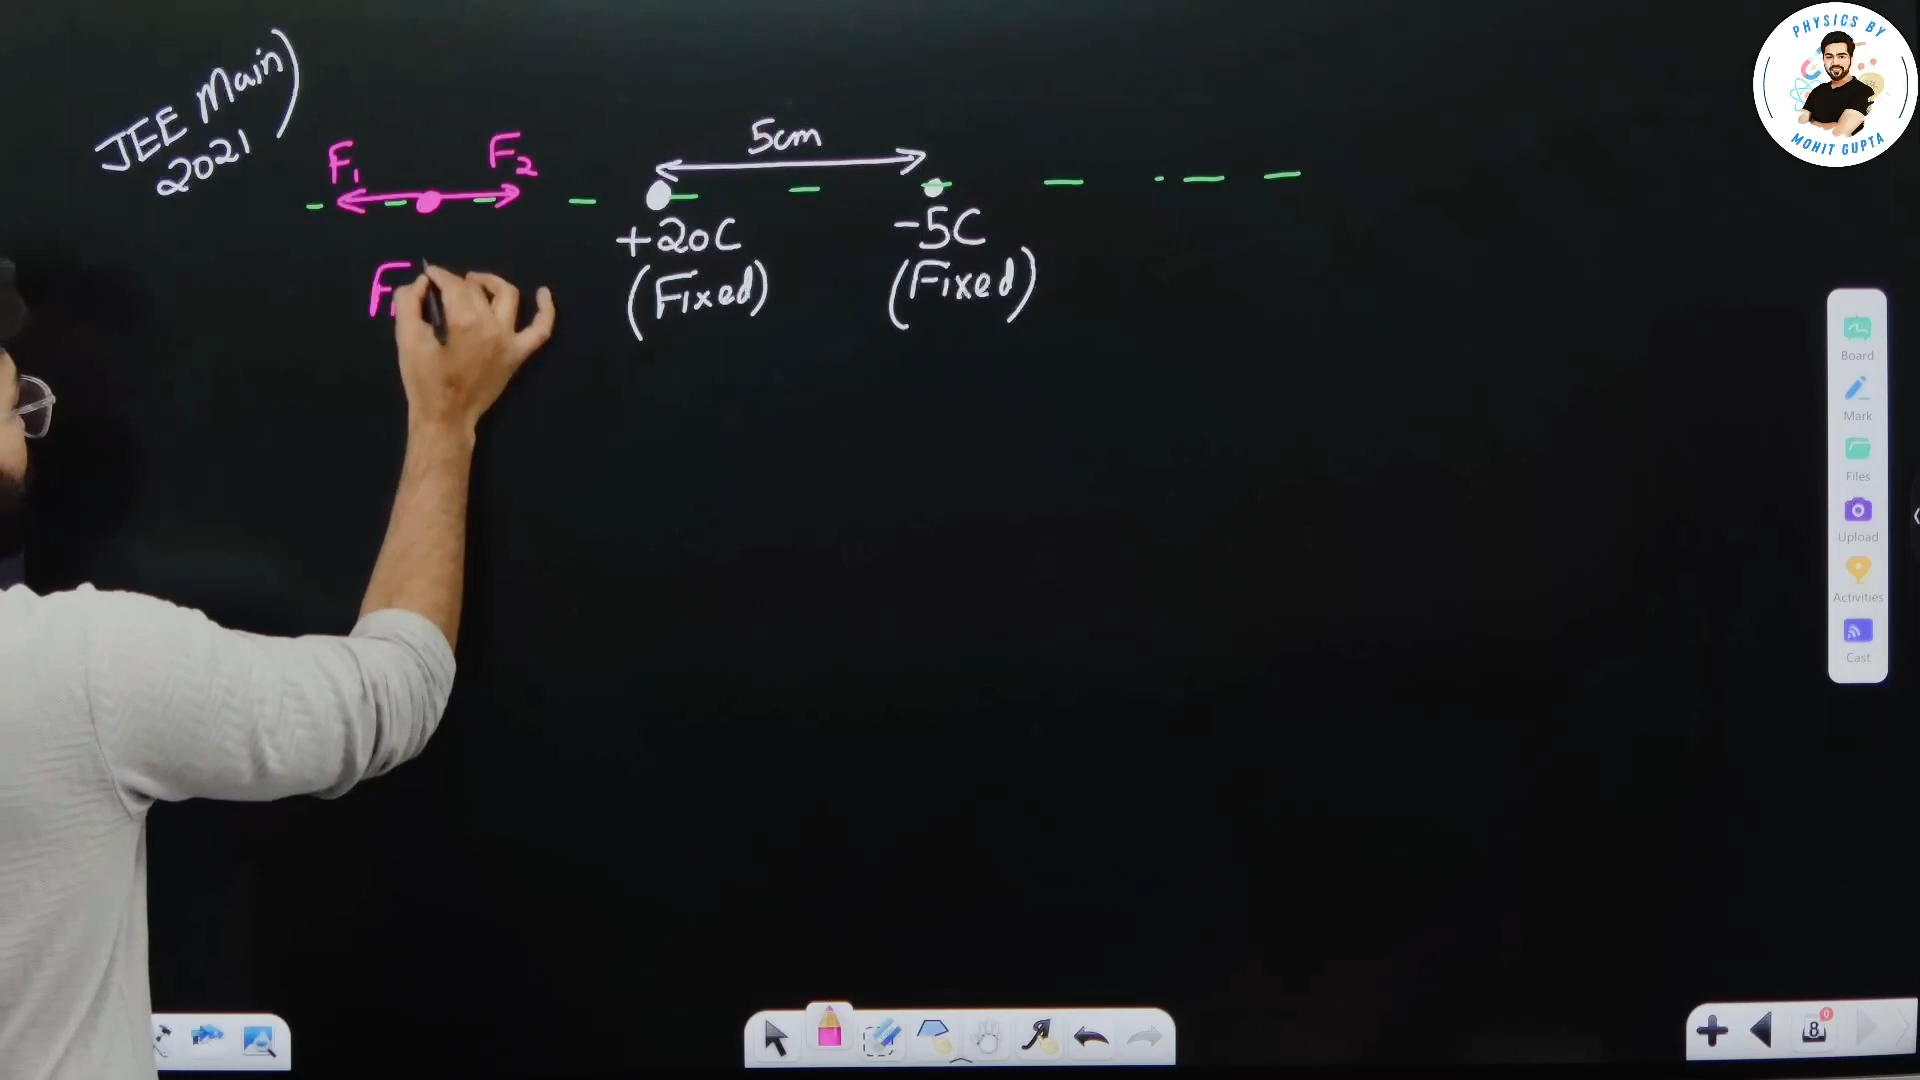 JEE Main)
2021
F₁
F₂
5cm
+20C
-5C
(Fixed)
(Fixed)
PHYSICS BY
MOHIT GUPTA
Board
Mark
Files
Upload
Activities
Cast
8
0